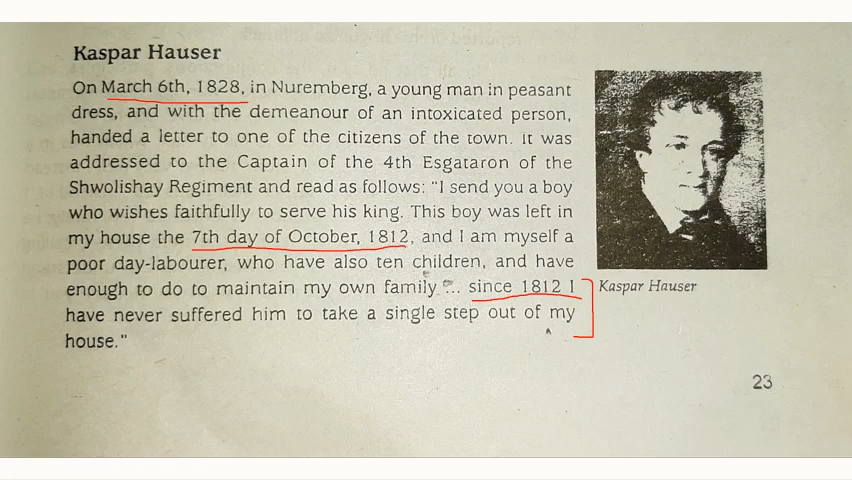 Kaspar Hauser
On March 6th, 1828, in Nuremberg, a young man in peasant
dress, and with the demeanour of an intoxicated person,
handed a letter to one of the citizens of the town. It was
addressed to the Captain of the 4th Esgataron of the
Shwolishay Regiment and read as follows: "I send you a boy
who wishes faithfully to serve his king. This boy was left in
my house the 7th day of October, 1812, and I am myself a
poor day-labourer, who have also ten children, and have
enough to do to maintain my own family ... since 1812 I
have never suffered him to take a single step out of my
house."
Kaspar Hauser
23